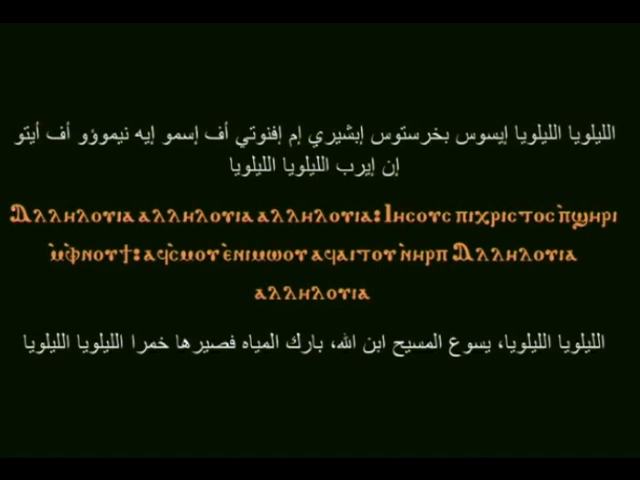 الليلويا الليلويا إيسوس بخرستوس إبشيري إم إفنوتي أف إسمو إيه نيموؤو أف أيتو
إن إيرب الليلويا الليلويا
Ⲁⲗⲗⲏⲗⲟⲩⲓⲁ ⲁⲗⲗⲏⲗⲟⲩⲓⲁ ⲁⲗⲗⲏⲗⲟⲩⲓⲁ: Ⲓⲏⲥⲟⲩⲥ ⲡⲓⲭⲣⲓⲥⲧⲟⲥ ⲡ̀ϣⲏⲣⲓ
ⲙ̀ⲫ̀ⲛⲟⲩϯ: ⲁϥⲥ̀ⲙⲟⲩ ⲉ̀ⲛⲓⲙⲱⲟⲩ ⲁϥⲁⲓⲧⲟⲩ ⲛ̀ⲏⲣⲡ Ⲁⲗⲗⲏⲗⲟⲩⲓⲁ
ⲁⲗⲗⲏⲗⲟⲩⲓⲁ
الليلويا الليلويا، يسوع المسيح ابن الله، بارك المياه فصيرها خمرا الليلويا الليلويا